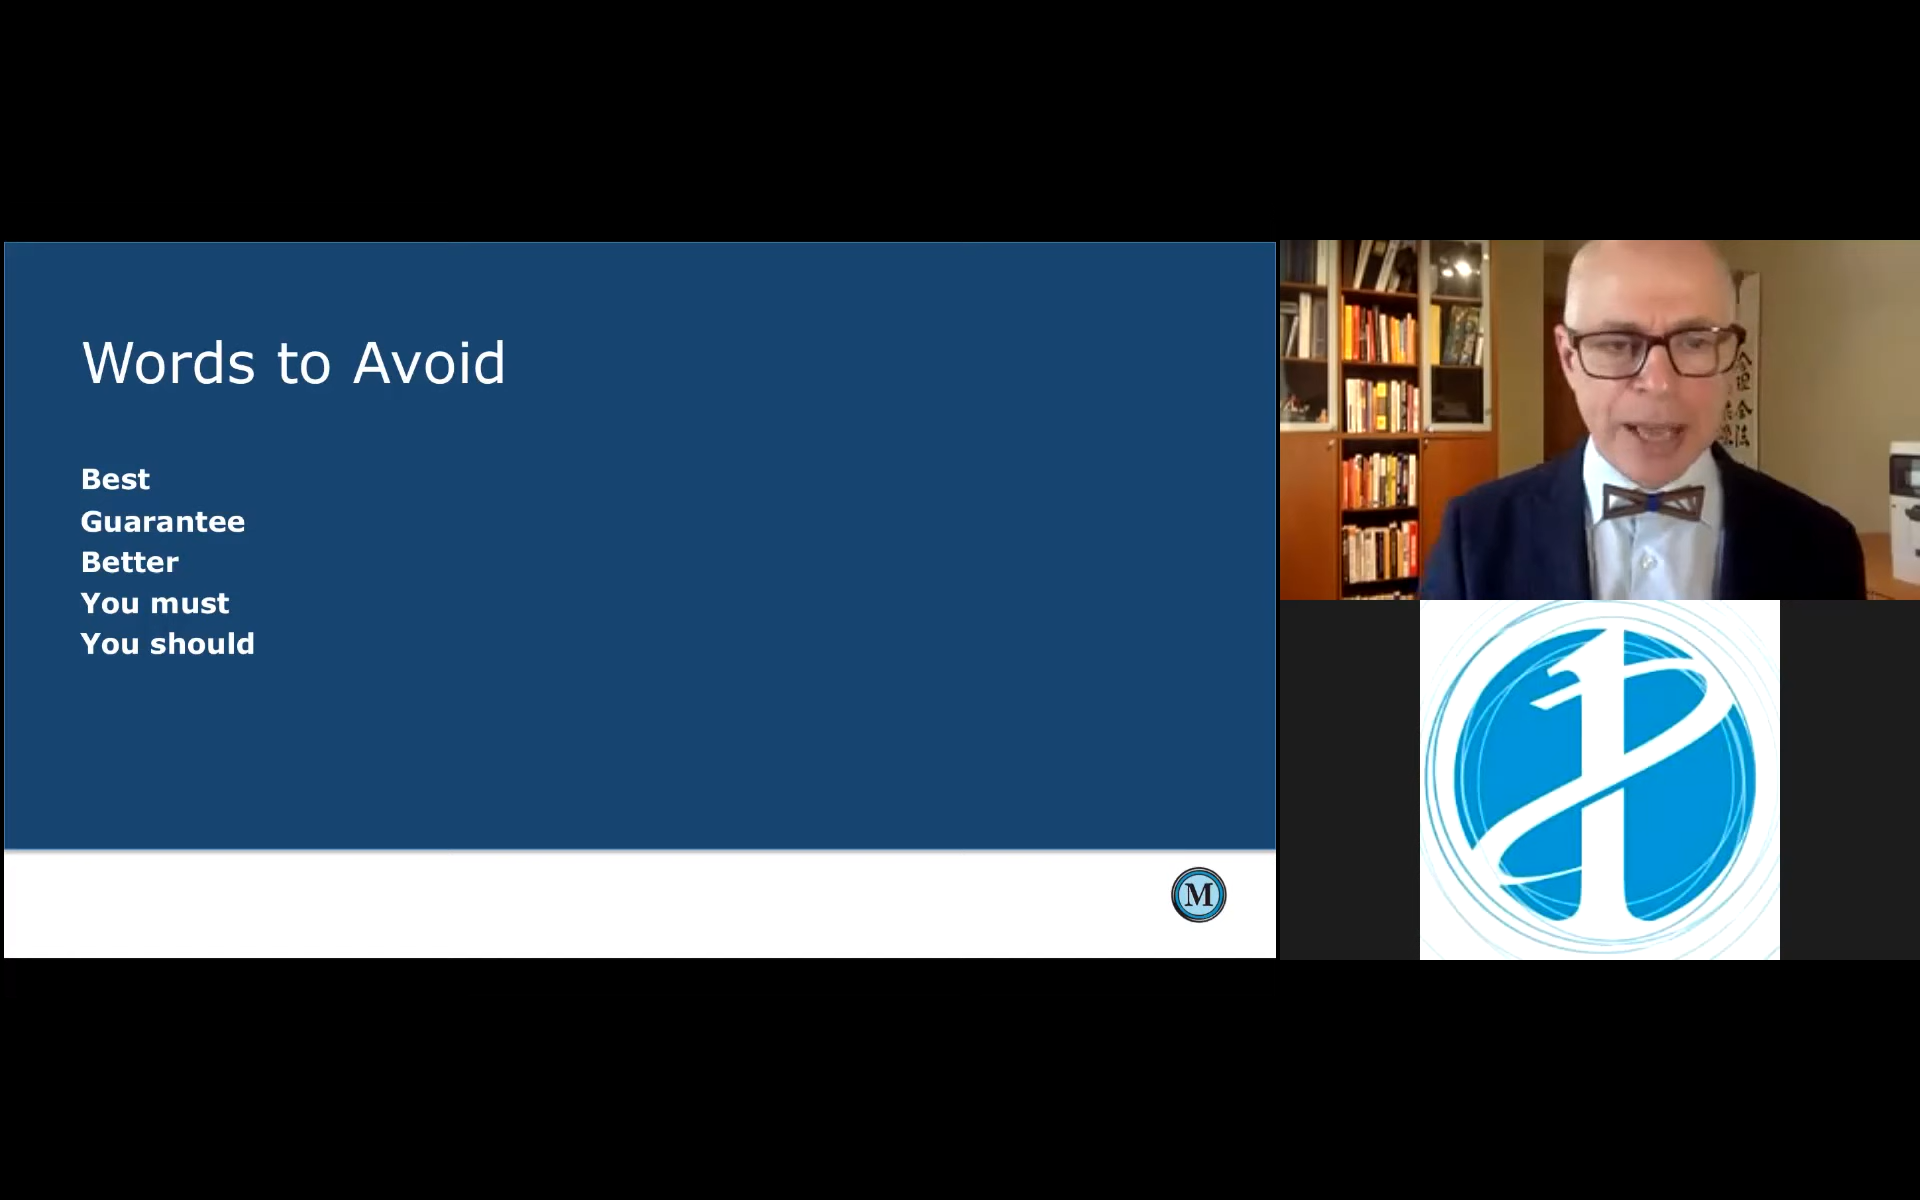 Words to Avoid
Best
Guarantee
Better
You must
You should
M